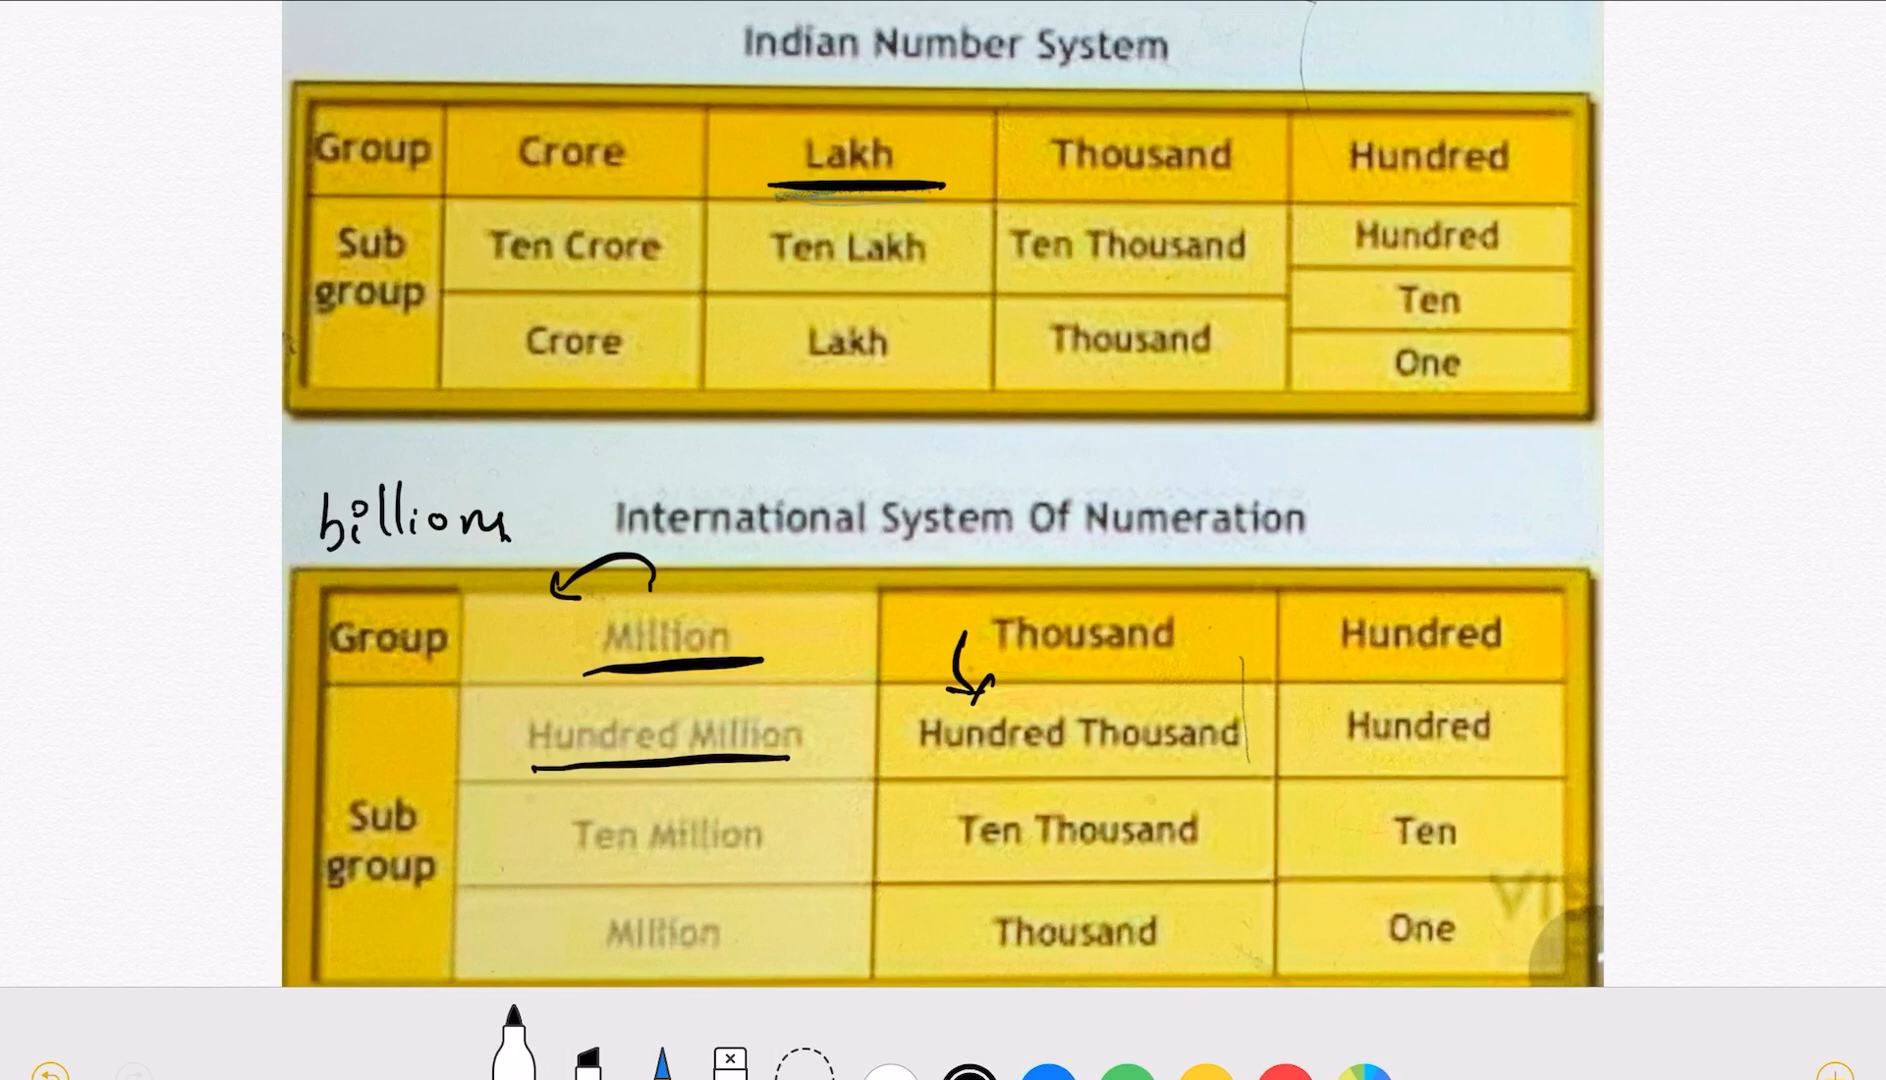 Indian Number System
Group Crore Lakh Thousand Hundred
Sub group Ten Crore Ten Lakh Ten Thousand Hundred
Ten
Crore Lakh Thousand One
billions
International System Of Numeration
Group Million Thousand Hundred
Hundred Million Hundred Thousand Hundred
Sub group Ten Million Ten Thousand Ten
Million Thousand One